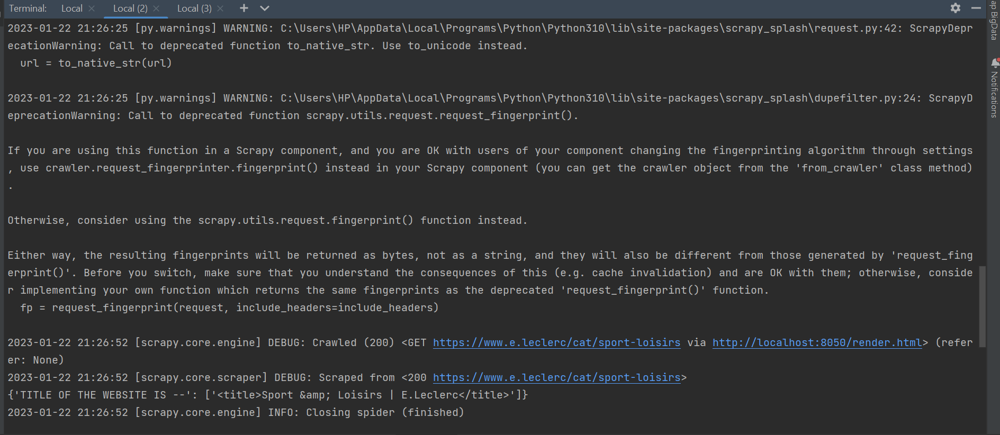 Terminal: Local Local (2) Local (3)
2023-01-22 21:26:25 [py.warnings] WARNING: C:\Users\HP\AppData\Local\Programs\Python\Python310\lib\site-packages\scrapy_splash\request.py:42: ScrapyDepr
ecationWarning: Call to deprecated function to_native_str. Use to_unicode instead.
url = to_native_str(url)
2023-01-22 21:26:25 [py.warnings] WARNING: C:\Users\HP\AppData\Local\Programs\Python\Python310\lib\site-packages\scrapy_splash\dupefilter.py:24: ScrapyD
eprecationWarning: Call to deprecated function scrapy.utils.request.request_fingerprint().
If you are using this function in a Scrapy component, and you are OK with users of your component changing the fingerprinting algorithm through settings
, use crawler.request_fingerprinter.fingerprint() instead in your Scrapy component (you can get the crawler object from the 'from_crawler' class method)
.
Otherwise, consider using the scrapy.utils.request.fingerprint() function instead.
Either way, the resulting fingerprints will be returned as bytes, not as a string, and they will also be different from those generated by 'request_fing
erprint()'. Before you switch, make sure that you understand the consequences of this (e.g. cache invalidation) and are OK with them; otherwise, conside
r implementing your own function which returns the same fingerprints as the deprecated 'request_fingerprint()' function.
fp = request_fingerprint(request, include_headers=include_headers)
2023-01-22 21:26:52 [scrapy.core.engine] DEBUG: Crawled (200) <GET https://www.e.leclerc/cat/sport-loisirs via http://localhost:8050/render.html> (refer
er: None)
2023-01-22 21:26:52 [scrapy.core.scraper] DEBUG: Scraped from <200 https://www.e.leclerc/cat/sport-loisirs>
{'TITLE OF THE WEBSITE IS --': ['<title>Sport &amp; Loisirs | E.Leclerc</title>']}
2023-01-22 21:26:52 [scrapy.core.engine] INFO: Closing spider (finished)
BigData
Notifications